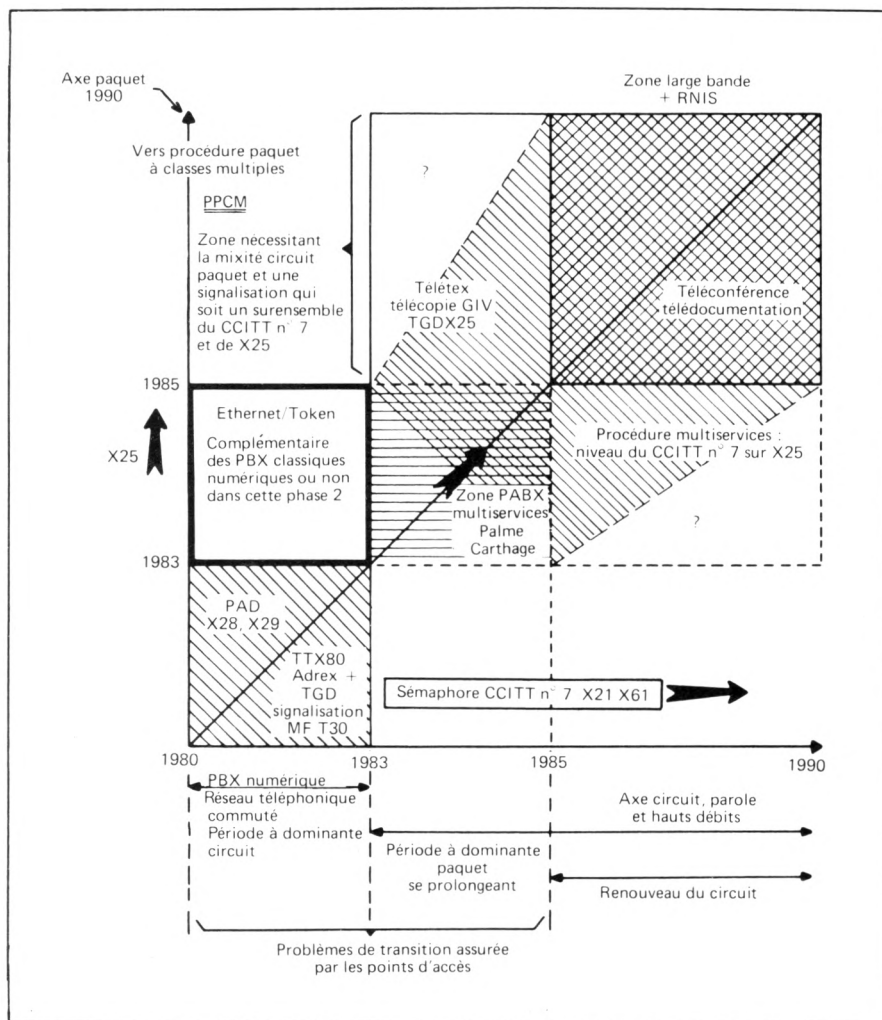 Axe paquet
1990
Zone large bande
+ RNIS
Vers procédure paquet
à classes multiples
PPCM
Zone nécessitant
la mixité circuit
paquet et une
signalisation qui
soit un surensemble
du CCITT n° 7
et de X25
?
Télétex
télécopie GIV
TGDX25
Téléconférence
télédocumentation
1985
X25
Ethernet/Token
Complémentaire
des PBX classiques
numériques ou non
dans cette phase 2
Procédure multiservices :
niveau du CCITT n° 7 sur X25
Zone PABX
multiservices
Palme
Carthage
?
1983
PAD
X28, X29
TTX80
Adrex +
TGD
signalisation
MF T30
Sémaphore CCITT n° 7 X21 X61
1980
1983
1985
1990
PBX numérique
Réseau téléphonique
commuté
Période à dominante
circuit
Axe circuit, parole
et hauts débits
Période à dominante
paquet
se prolongeant
Renouveau du circuit
Problèmes de transition assurée
par les points d'accès